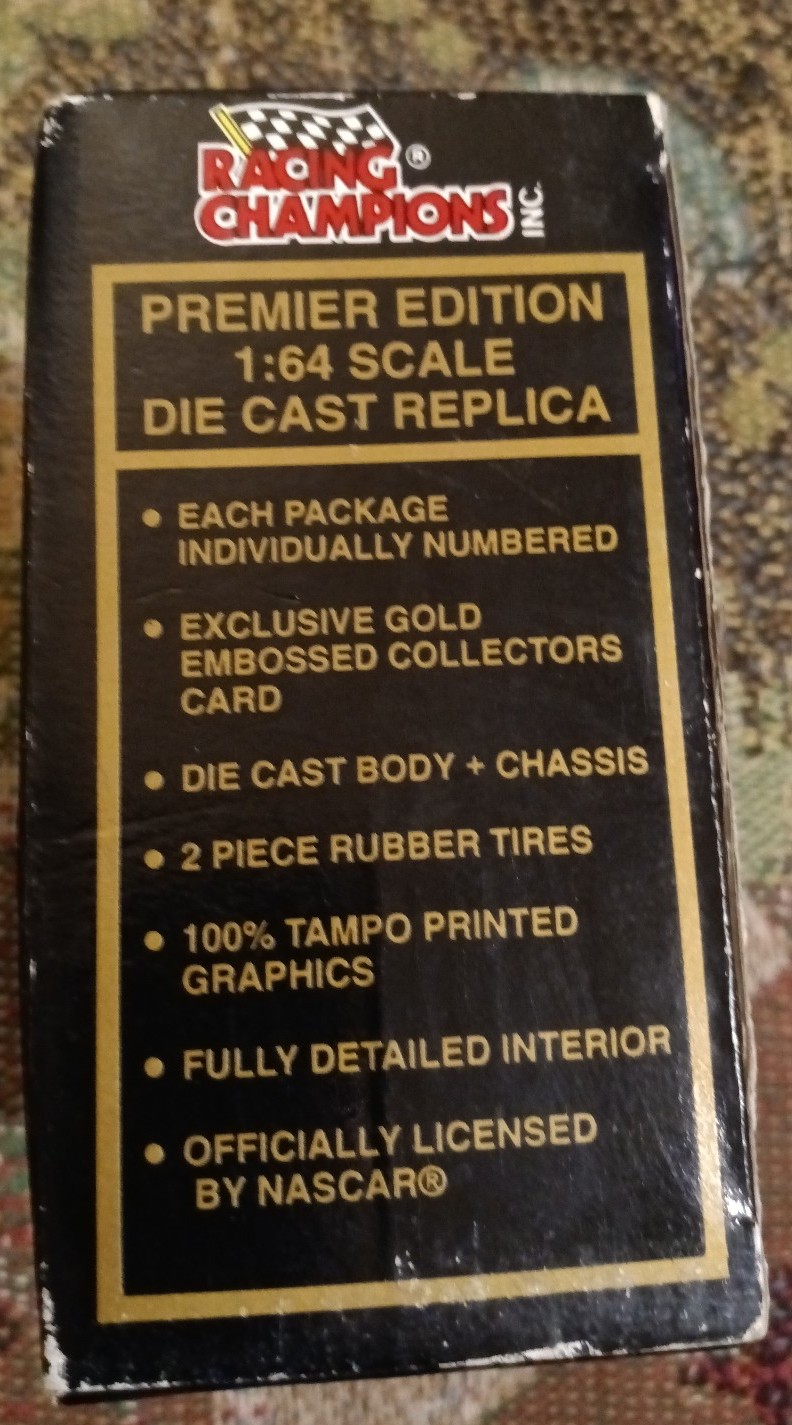 RACING ®
CHAMPIONS INC.
PREMIER EDITION
1:64 SCALE
DIE CAST REPLICA
• EACH PACKAGE
INDIVIDUALLY NUMBERED
• EXCLUSIVE GOLD
EMBOSSED COLLECTORS
CARD
• DIE CAST BODY + CHASSIS
• 2 PIECE RUBBER TIRES
• 100% TAMPO PRINTED
GRAPHICS
• FULLY DETAILED INTERIOR
• OFFICIALLY LICENSED
BY NASCAR®